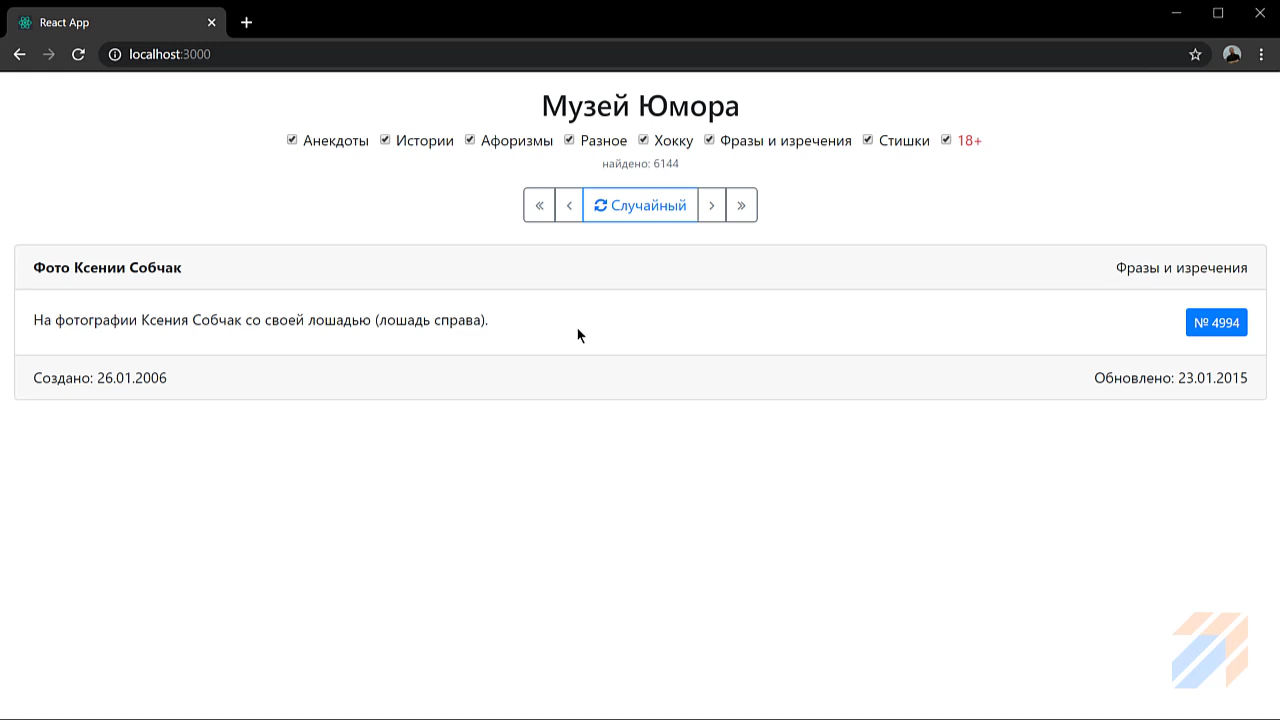 React App
localhost:3000
Музей Юмора
Анекдоты Истории Афоризмы Разное Хокку Фразы и изречения Стишки 18+
найдено: 6144
« ‹ Случайный › »
Фото Ксении Собчак Фразы и изречения
На фотографии Ксения Собчак со своей лошадью (лошадь справа). № 4994
Создано: 26.01.2006 Обновлено: 23.01.2015